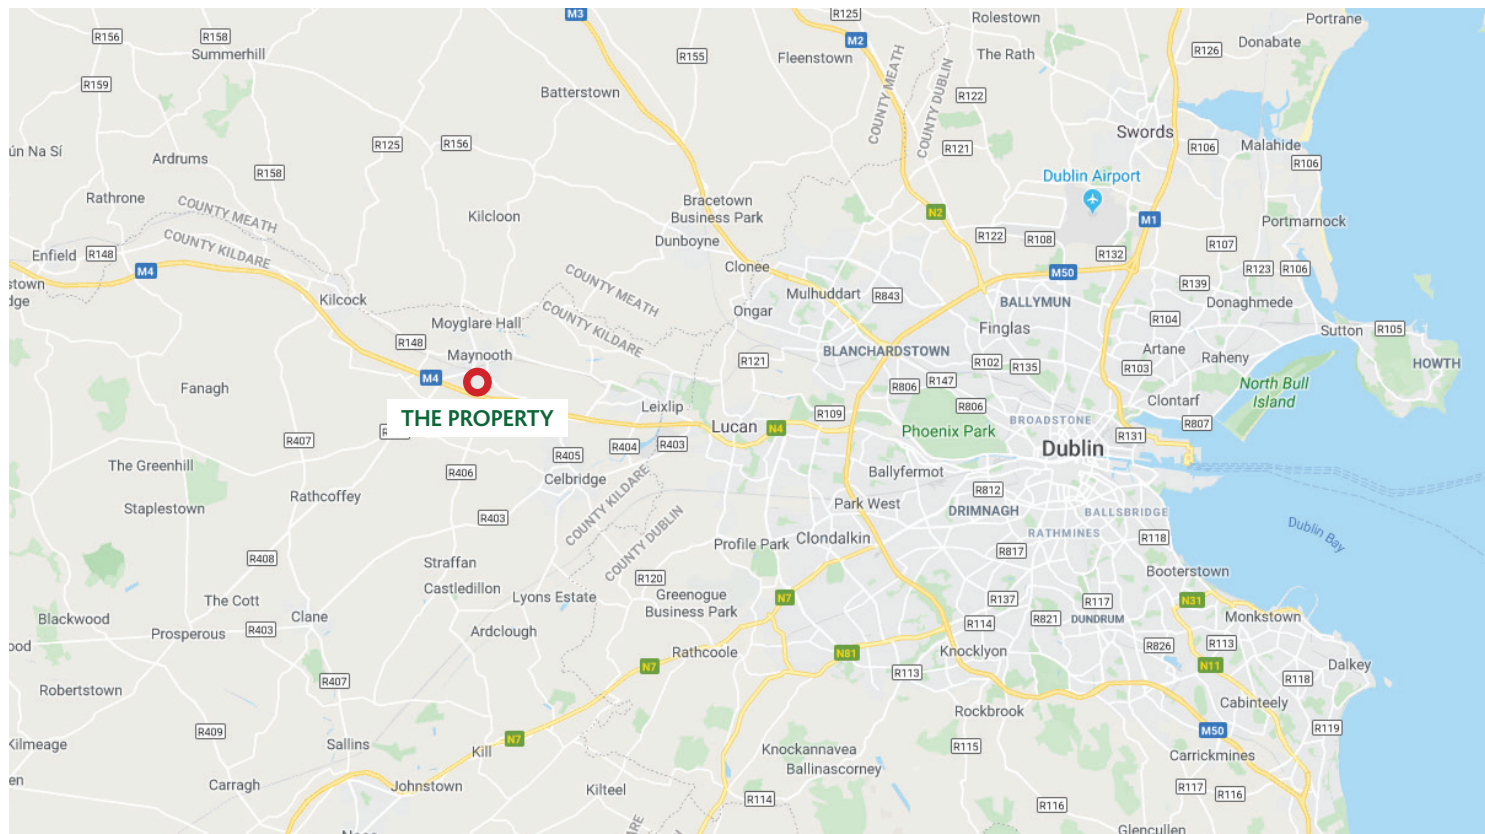 M3
R125
Rolestown
Portrane
R156
R158
Summerhill
R155
M2
Fleenstown
The Rath
R126
Donabate
R159
Batterstown
COUNTY MEATH
COUNTY DUBLIN
R122
Swords
ún Na Sí
Ardrums
R125
R156
R121
R106
Malahide
R106
R158
Dublin Airport
Rathrone
COUNTY MEATH
Kilcloon
Bracetown
Business Park
N2
M1
Portmarnock
Enfield
R148
COUNTY KILDARE
Dunboyne
R122
R108
R132
R107
M4
Clonee
M50
R123
R106
stown
dge
Kilcock
COUNTY MEATH
Mulhuddart
R843
BALLYMUN
R139
Donaghmede
Moyglare Hall
COUNTY KILDARE
Ongar
Finglas
R104
Sutton
R105
R148
Maynooth
R121
BLANCHARDSTOWN
R102
R135
Artane
Raheny
HOWTH
R103
Fanagh
M4
R806
R147
North Bull
Island
Leixlip
R806
Clontarf
THE PROPERTY
Lucan
N4
R109
Phoenix Park
BROADSTONE
R131
R807
R407
R404
R403
Dublin
The Greenhill
R406
R405
Celbridge
Ballyfermot
Rathcoffey
R812
Staplestown
R403
COUNTY KILDARE
COUNTY DUBLIN
Park West
DRIMNAGH
BALLSBRIDGE
Dublin Bay
RATHMINES
R118
Profile Park
Clondalkin
R408
Straffan
R817
Castledillon
R120
Booterstown
Lyons Estate
Greenogue
Business Park
N7
R137
R117
N31
The Cott
Blackwood
Clane
R114
R821
DUNDRUM
Monkstown
Prosperous
R403
Ardclough
ood
Rathcoole
N81
Knocklyon
R826
R113
Dalkey
N7
R113
N11
R118
Robertstown
R407
Cabinteely
Rockbrook
R409
N7
M50
R119
Kilmeage
Sallins
Kill
Knockannavea
R115
Carrickmines
Ballinascorney
en
Carragh
Johnstown
Kilteel
R114
R117
R116
R116
Glencullen